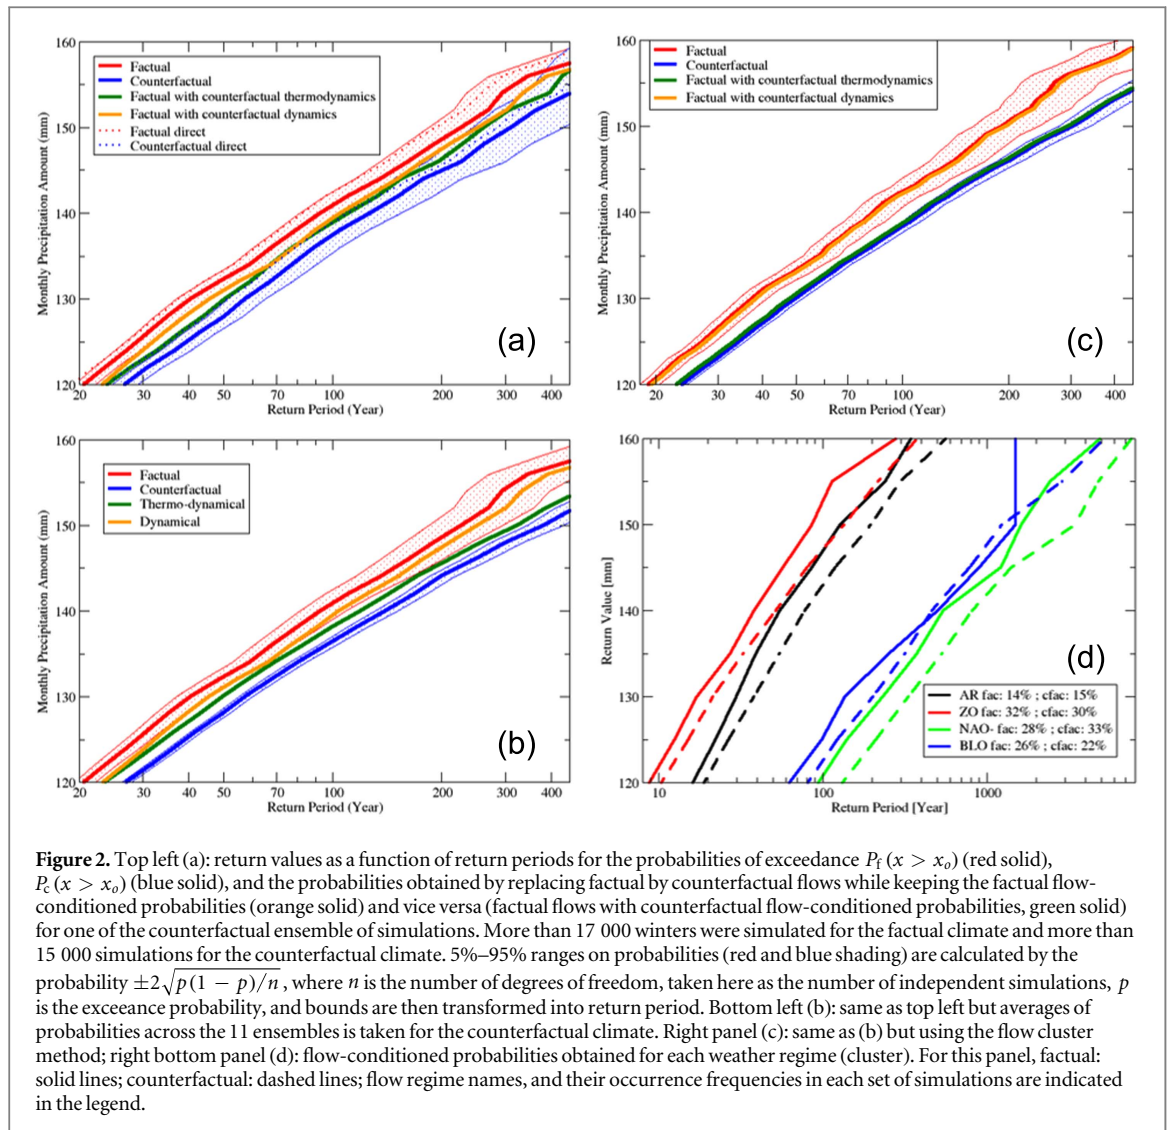 160
150
140
130
120
Monthly Precipitation Amount (mm)
Factual
Counterfactual
Factual with counterfactual thermodynamics
Factual with counterfactual dynamics
Factual direct
Counterfactual direct
(a)
20 30 40 50 60 70 100 200 300 400
Return Period (Year)
160
150
140
130
120
Monthly Precipitation Amount (mm)
Factual
Counterfactual
Factual with counterfactual thermodynamics
Factual with counterfactual dynamics
(c)
20 30 40 50 70 100 200 300 400
Return Period (Year)
160
150
140
130
120
Monthly Precipitation Amount (mm)
Factual
Counterfactual
Thermo-dynamical
Dynamical
(b)
20 30 40 50 60 70 100 200 300 400
Return Period (Year)
160
150
140
130
120
Return Value [mm]
(d)
AR fac: 14% ; cfac: 15%
ZO fac: 32% ; cfac: 30%
NAO- fac: 28% ; cfac: 33%
BLO fac: 26% ; cfac: 22%
10 100 1000
Return Period [Year]
Figure 2. Top left (a): return values as a function of return periods for the probabilities of exceedance P_f (x > x_o) (red solid),
P_c (x > x_o) (blue solid), and the probabilities obtained by replacing factual by counterfactual flows while keeping the factual flow-
conditioned probabilities (orange solid) and vice versa (factual flows with counterfactual flow-conditioned probabilities, green solid)
for one of the counterfactual ensemble of simulations. More than 17 000 winters were simulated for the factual climate and more than
15 000 simulations for the counterfactual climate. 5%–95% ranges on probabilities (red and blue shading) are calculated by the
probability ±2√p(1 − p)/n, where n is the number of degrees of freedom, taken here as the number of independent simulations, p
is the exceeance probability, and bounds are then transformed into return period. Bottom left (b): same as top left but averages of
probabilities across the 11 ensembles is taken for the counterfactual climate. Right panel (c): same as (b) but using the flow cluster
method; right bottom panel (d): flow-conditioned probabilities obtained for each weather regime (cluster). For this panel, factual:
solid lines; counterfactual: dashed lines; flow regime names, and their occurrence frequencies in each set of simulations are indicated
in the legend.